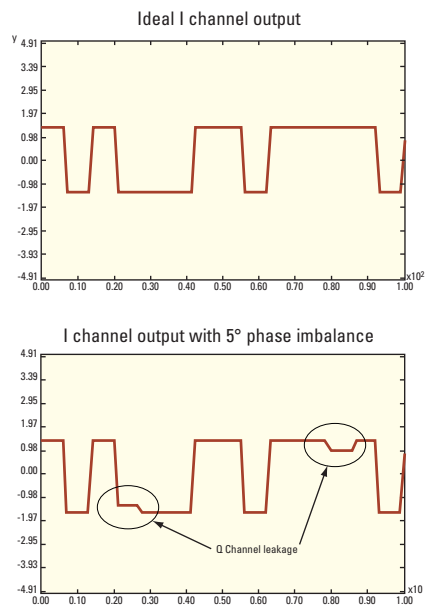 Ideal I channel output
y
4.91
3.39
2.95
1.97
0.98
0.00
-0.98
-1.97
-2.95
-3.93
-4.91
0.00 0.10 0.20 0.30 0.40 0.50 0.60 0.70 0.80 0.90 1.00
x10²
I channel output with 5° phase imbalance
4.91
3.39
2.95
1.97
0.98
0.00
-0.98
-1.97
-2.95
-3.93
-4.91
Q Channel leakage
0.00 0.10 0.20 0.30 0.40 0.50 0.60 0.70 0.80 0.90 1.00
x10